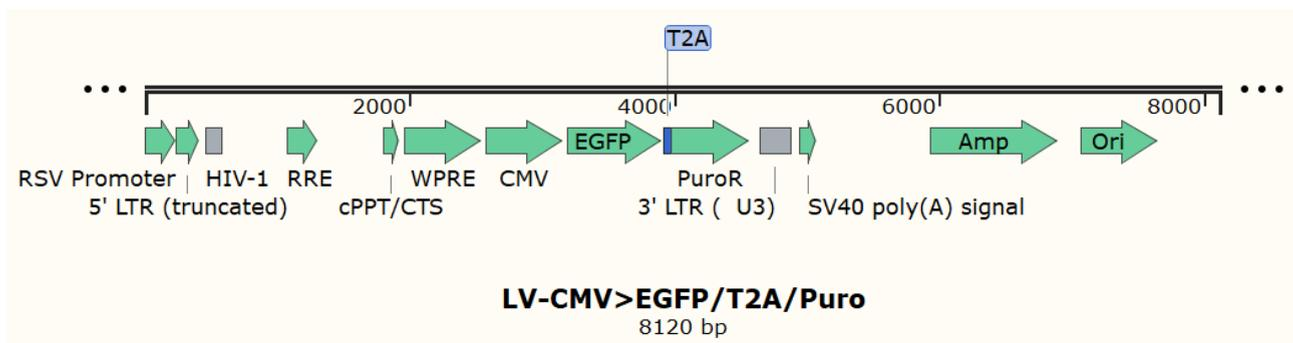 T2A
2000 4000 6000 8000
EGFP Amp Ori
RSV Promoter HIV-1 RRE WPRE CMV PuroR
5' LTR (truncated) cPPT/CTS 3' LTR ( U3) SV40 poly(A) signal
LV-CMV>EGFP/T2A/Puro
8120 bp